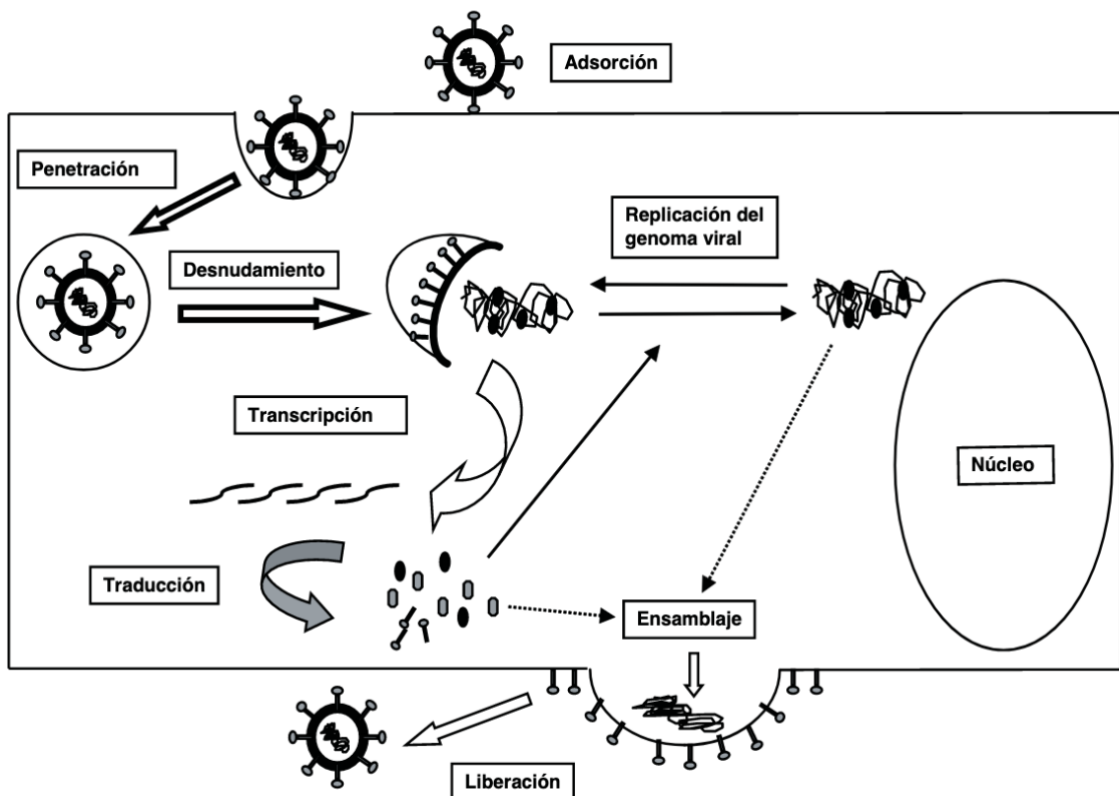 Adsorción
Penetración
Replicación del
genoma viral
Desnudamiento
Transcripción
Núcleo
Traducción
Ensamblaje
Liberación